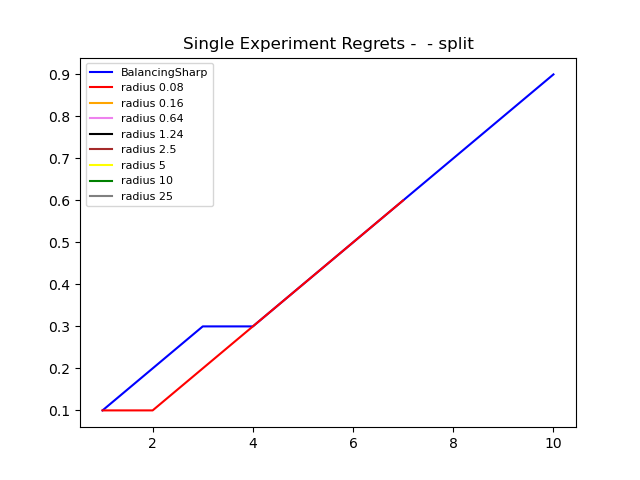 Single Experiment Regrets -  - split
BalancingSharp
radius 0.08
radius 0.16
radius 0.64
radius 1.24
radius 2.5
radius 5
radius 10
radius 25
0.9
0.8
0.7
0.6
0.5
0.4
0.3
0.2
0.1
2 4 6 8 10